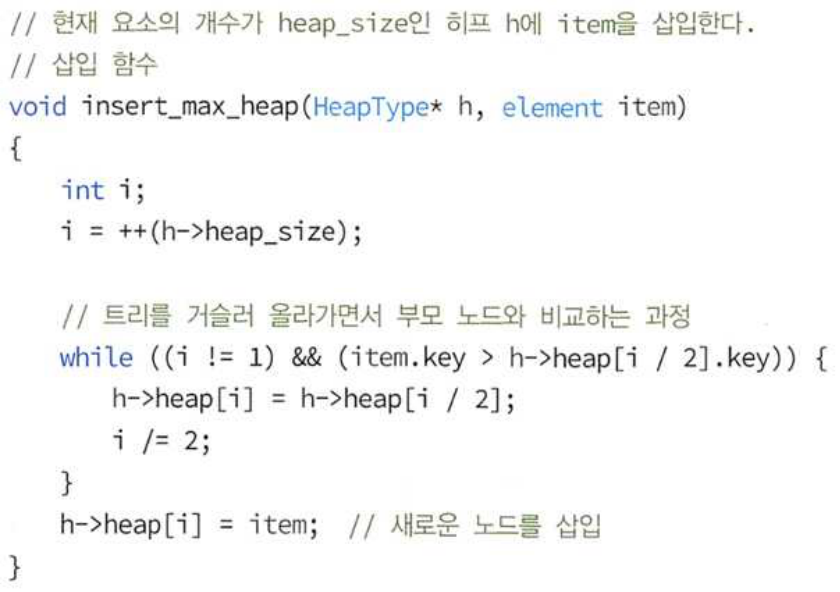 // 현재 요소의 개수가 heap_size인 히프 h에 item을 삽입한다.
// 삽입 함수
void insert_max_heap(HeapType* h, element item)
{
    int i;
    i = ++(h->heap_size);

    // 트리를 거슬러 올라가면서 부모 노드와 비교하는 과정
    while ((i != 1) && (item.key > h->heap[i / 2].key)) {
        h->heap[i] = h->heap[i / 2];
        i /= 2;
    }
    h->heap[i] = item;  // 새로운 노드를 삽입
}